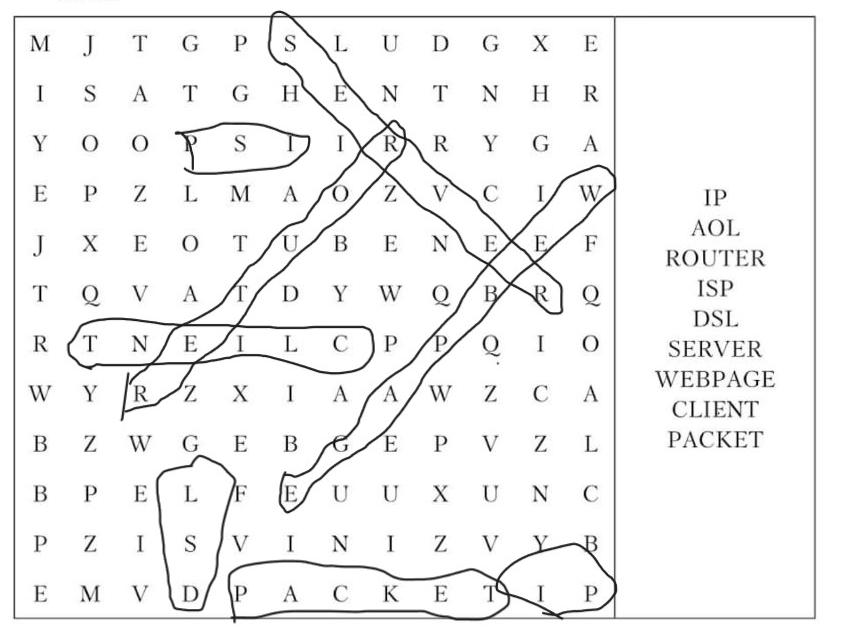 M J T G P S L U D G X E
I S A T G H E N T N H R
Y O O P S I I R R Y G A
E P Z L M A O Z V C I W
J X E O T U B E N E E F
T Q V A T D Y W Q B R Q
R T N E I L C P P Q I O
W Y R Z X I A A W Z C A
B Z W G E B G E P V Z L
B P E L F E U U X U N C
P Z I S V I N I Z V Y B
E M V D P A C K E T I P
IP
AOL
ROUTER
ISP
DSL
SERVER
WEBPAGE
CLIENT
PACKET